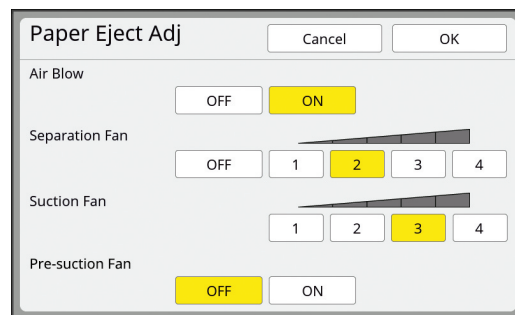 Paper Eject Adj Cancel OK
Air Blow
OFF ON
Separation Fan
OFF 1 2 3 4
Suction Fan
1 2 3 4
Pre-suction Fan
OFF ON